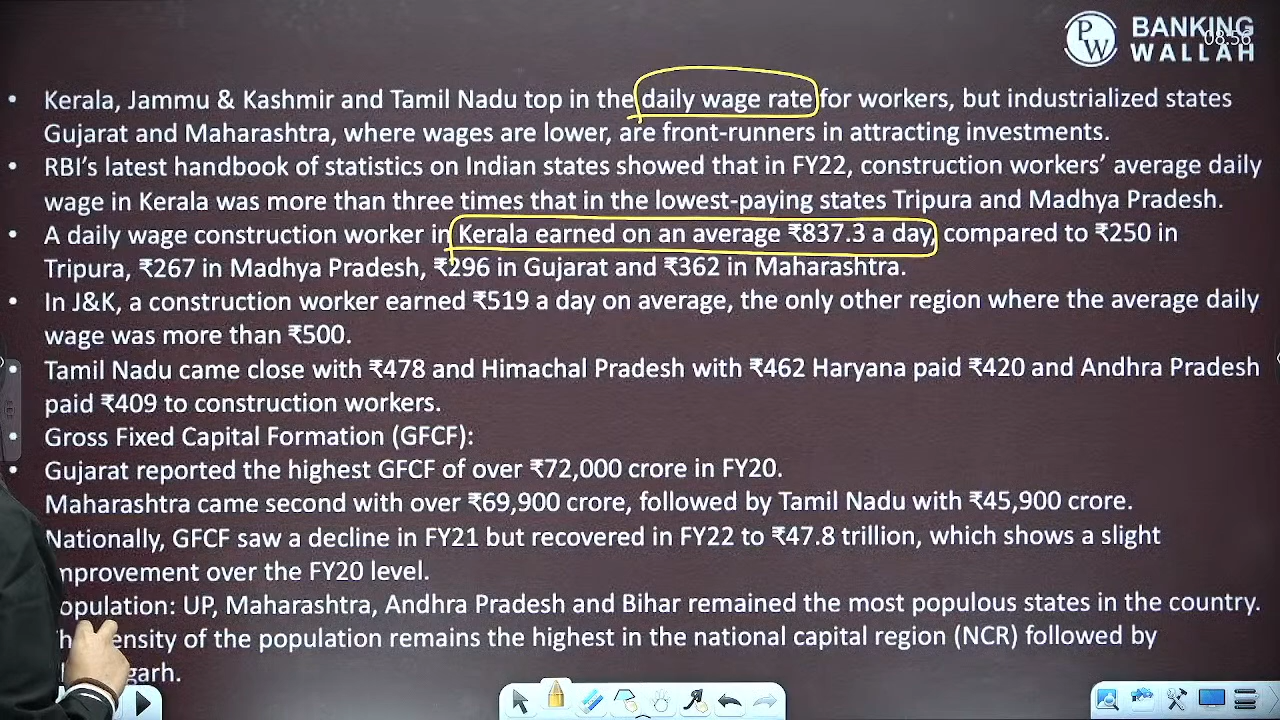 PW BANKING WALLAH
08:56
• Kerala, Jammu & Kashmir and Tamil Nadu top in the daily wage rate for workers, but industrialized states
Gujarat and Maharashtra, where wages are lower, are front-runners in attracting investments.
• RBI's latest handbook of statistics on Indian states showed that in FY22, construction workers' average daily
wage in Kerala was more than three times that in the lowest-paying states Tripura and Madhya Pradesh.
• A daily wage construction worker in Kerala earned on an average ₹837.3 a day, compared to ₹250 in
Tripura, ₹267 in Madhya Pradesh, ₹296 in Gujarat and ₹362 in Maharashtra.
• In J&K, a construction worker earned ₹519 a day on average, the only other region where the average daily
wage was more than ₹500.
• Tamil Nadu came close with ₹478 and Himachal Pradesh with ₹462 Haryana paid ₹420 and Andhra Pradesh
paid ₹409 to construction workers.
• Gross Fixed Capital Formation (GFCF):
• Gujarat reported the highest GFCF of over ₹72,000 crore in FY20.
Maharashtra came second with over ₹69,900 crore, followed by Tamil Nadu with ₹45,900 crore.
Nationally, GFCF saw a decline in FY21 but recovered in FY22 to ₹47.8 trillion, which shows a slight
mprovement over the FY20 level.
opulation: UP, Maharashtra, Andhra Pradesh and Bihar remained the most populous states in the country.
ensity of the population remains the highest in the national capital region (NCR) followed by
garh.